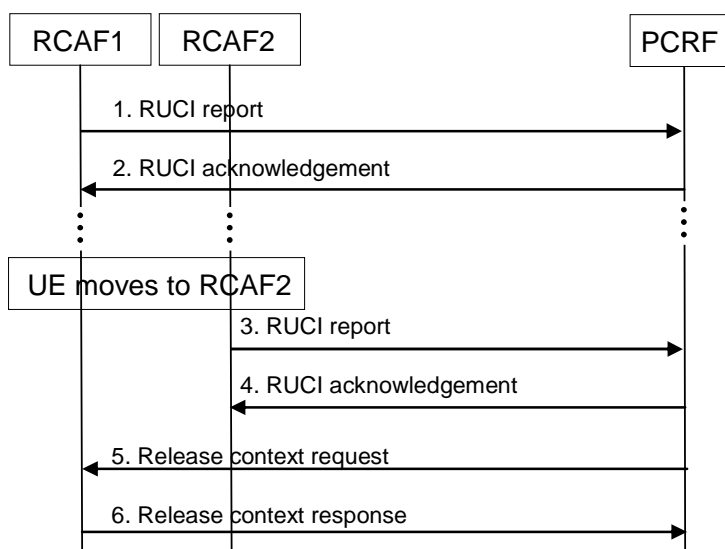 RCAF1
RCAF2
PCRF
1. RUCI report
2. RUCI acknowledgement
UE moves to RCAF2
3. RUCI report
4. RUCI acknowledgement
5. Release context request
6. Release context response